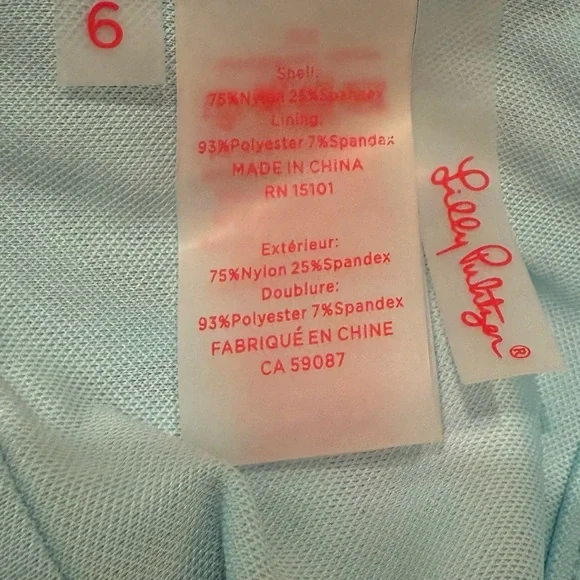 6
Shell:
75%Nylon 25%Spandex
Lining:
93%Polyester 7%Spandex
MADE IN CHINA
RN 15101
Extérieur:
75%Nylon 25%Spandex
Doublure:
93%Polyester 7%Spandex
FABRIQUÉ EN CHINE
CA 59087
Lilly Pulitzer®